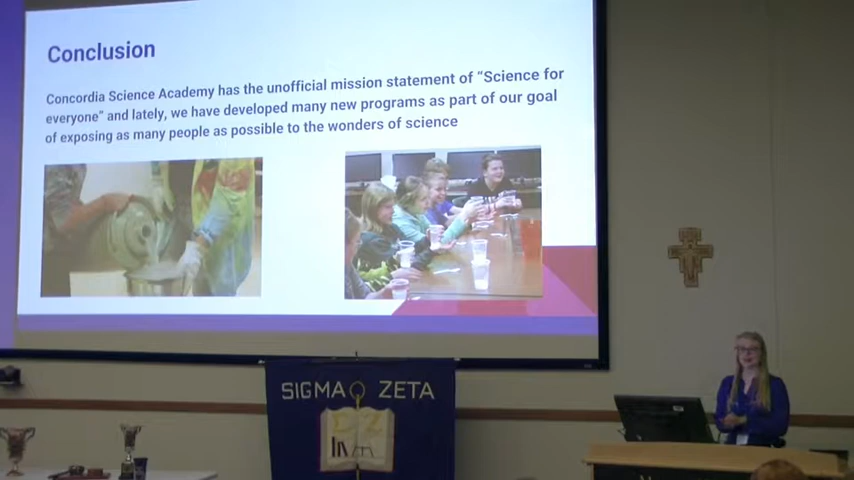 Conclusion
Concordia Science Academy has the unofficial mission statement of “Science for
everyone” and lately, we have developed many new programs as part of our goal
of exposing as many people as possible to the wonders of science
SIGMA ZETA